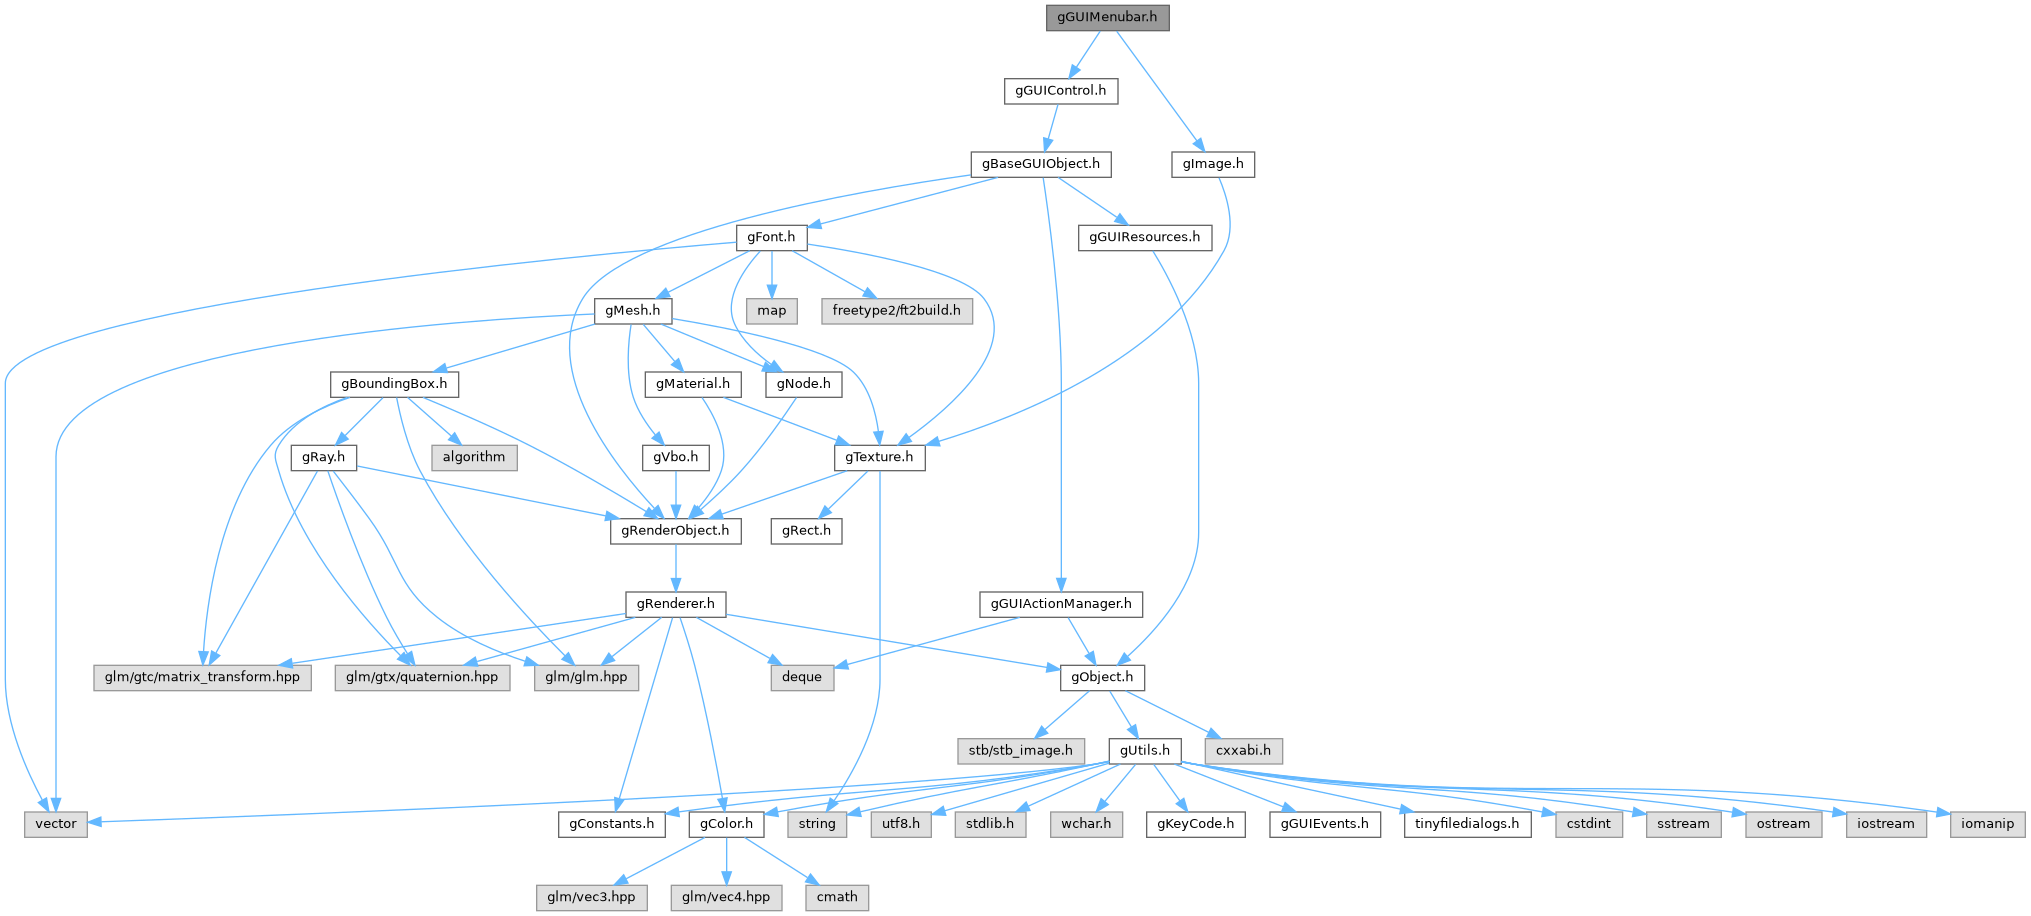 gGUIMenubar.h
gGUIControl.h
gBaseGUIObject.h
gImage.h
gFont.h
gGUIResources.h
gMesh.h
map
freetype2/ft2build.h
gBoundingBox.h
gMaterial.h
gNode.h
gRay.h
algorithm
gVbo.h
gTexture.h
gRenderObject.h
gRect.h
gRenderer.h
gGUIActionManager.h
glm/gtc/matrix_transform.hpp
glm/gtx/quaternion.hpp
glm/glm.hpp
deque
gObject.h
stb/stb_image.h
gUtils.h
cxxabi.h
vector
gConstants.h
gColor.h
string
utf8.h
stdlib.h
wchar.h
gKeyCode.h
gGUIEvents.h
tinyfiledialogs.h
cstdint
sstream
ostream
iostream
iomanip
glm/vec3.hpp
glm/vec4.hpp
cmath